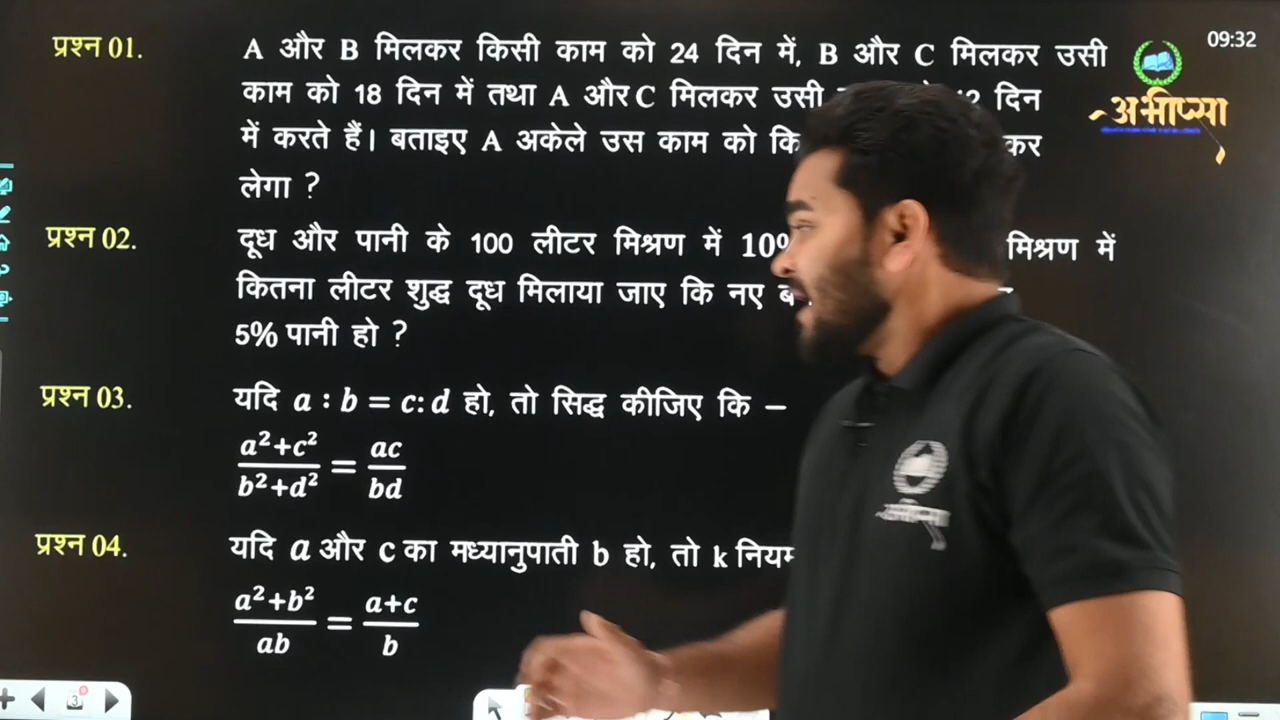 09:32
अभीप्सा
प्रश्न 01.
A और B मिलकर किसी काम को 24 दिन में, B और C मिलकर उसी
काम को 18 दिन में तथा A और C मिलकर उसी दिन
में करते हैं। बताइए A अकेले उस काम को कर
लेगा ?
प्रश्न 02.
दूध और पानी के 100 लीटर मिश्रण में मिश्रण में
कितना लीटर शुद्ध दूध मिलाया जाए कि नए
5% पानी हो ?
प्रश्न 03.
यदि a : b = c: d हो, तो सिद्ध कीजिए कि –
a²+c²/b²+d² = ac/bd
प्रश्न 04.
यदि a और c का मध्यानुपाती b हो, तो k
a²+b²/ab = a+c/b
3